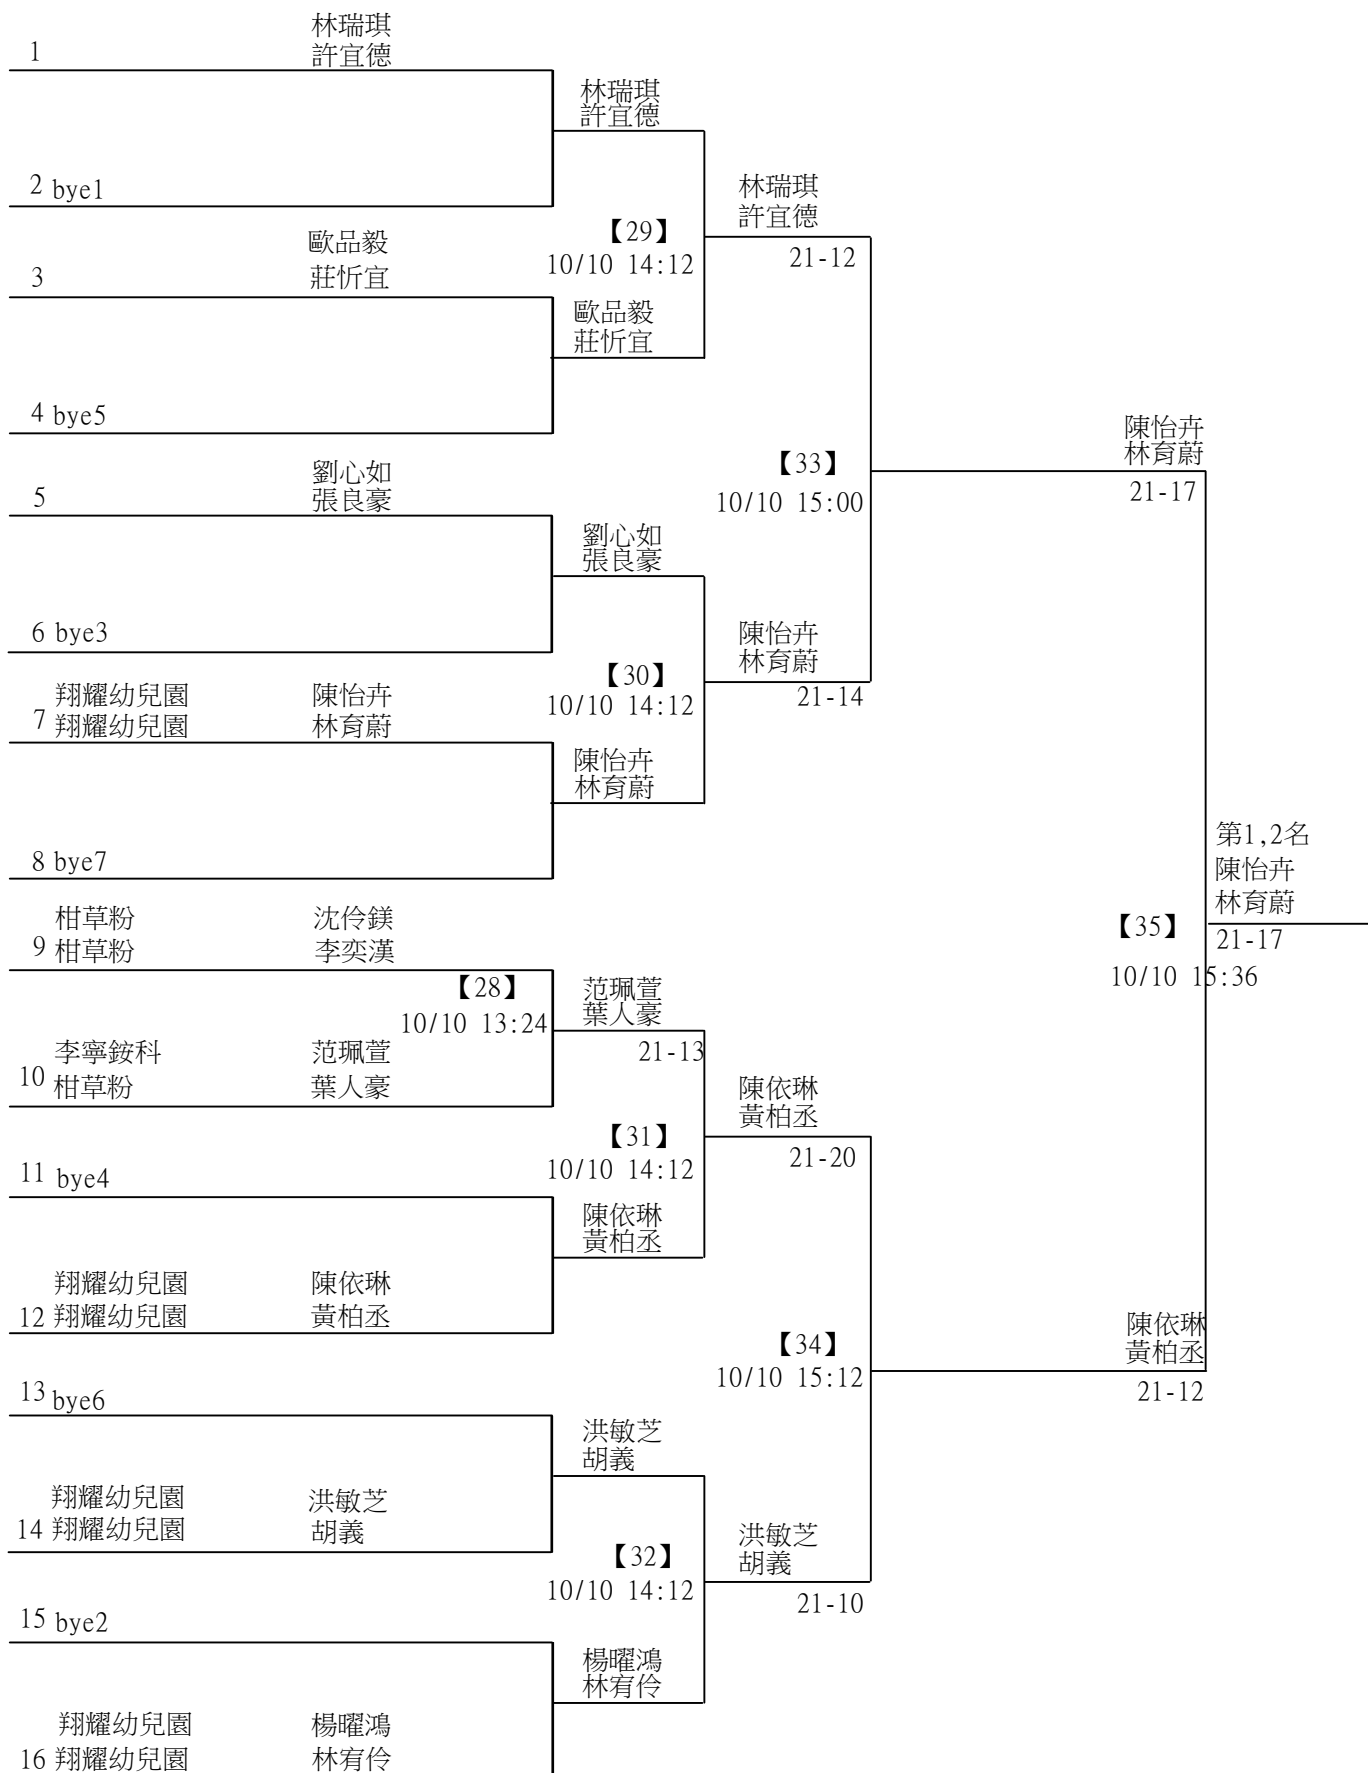 林瑞琪
1 許宜德
林瑞琪
許宜德
2 bye1
林瑞琪
許宜德
【29】
21-12
10/10 14:12
歐品毅
3 莊忻宜
歐品毅
莊忻宜
4 bye5
陳怡卉
林育蔚
【33】
21-17
10/10 15:00
劉心如
5 張良豪
劉心如
張良豪
6 bye3
陳怡卉
林育蔚
【30】
21-14
10/10 14:12
翔耀幼兒園 陳怡卉
7 翔耀幼兒園 林育蔚
陳怡卉
林育蔚
8 bye7
第1,2名
陳怡卉
林育蔚
【35】
21-17
10/10 15:36
柑草粉 沈伶鎂
9 柑草粉 李奕漢
【28】
10/10 13:24
范珮萱
葉人豪
21-13
李寧銨科 范珮萱
10 柑草粉 葉人豪
陳依琳
黃柏丞
【31】
21-20
10/10 14:12
11 bye4
陳依琳
黃柏丞
翔耀幼兒園 陳依琳
12 翔耀幼兒園 黃柏丞
陳依琳
黃柏丞
【34】
21-12
10/10 15:12
13 bye6
洪敏芝
胡義
翔耀幼兒園 洪敏芝
14 翔耀幼兒園 胡義
洪敏芝
胡義
【32】
21-10
10/10 14:12
15 bye2
楊曜鴻
林宥伶
翔耀幼兒園 楊曜鴻
16 翔耀幼兒園 林宥伶